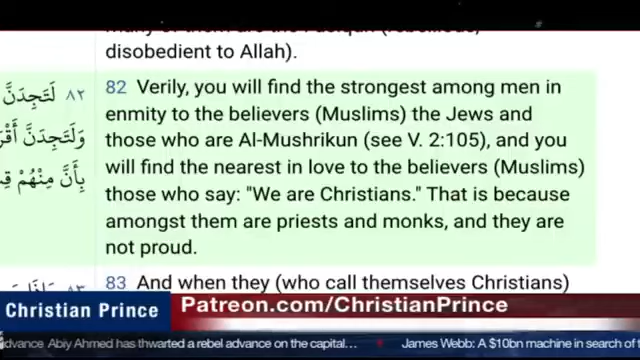 disobedient to Allah).
82 Verily, you will find the strongest among men in
enmity to the believers (Muslims) the Jews and
those who are Al-Mushrikun (see V. 2:105), and you
will find the nearest in love to the believers (Muslims)
those who say: "We are Christians." That is because
amongst them are priests and monks, and they are
not proud.
٨٢ لَتَجِدَنَّ
وَلَتَجِدَنَّ
بِأَنَّ مِنْهُمْ
83 And when they (who call themselves Christians)
Christian Prince
Patreon.com/ChristianPrince
advance Abiy Ahmed has thwarted a rebel advance on the capital... James Webb: A $10bn machine in search of